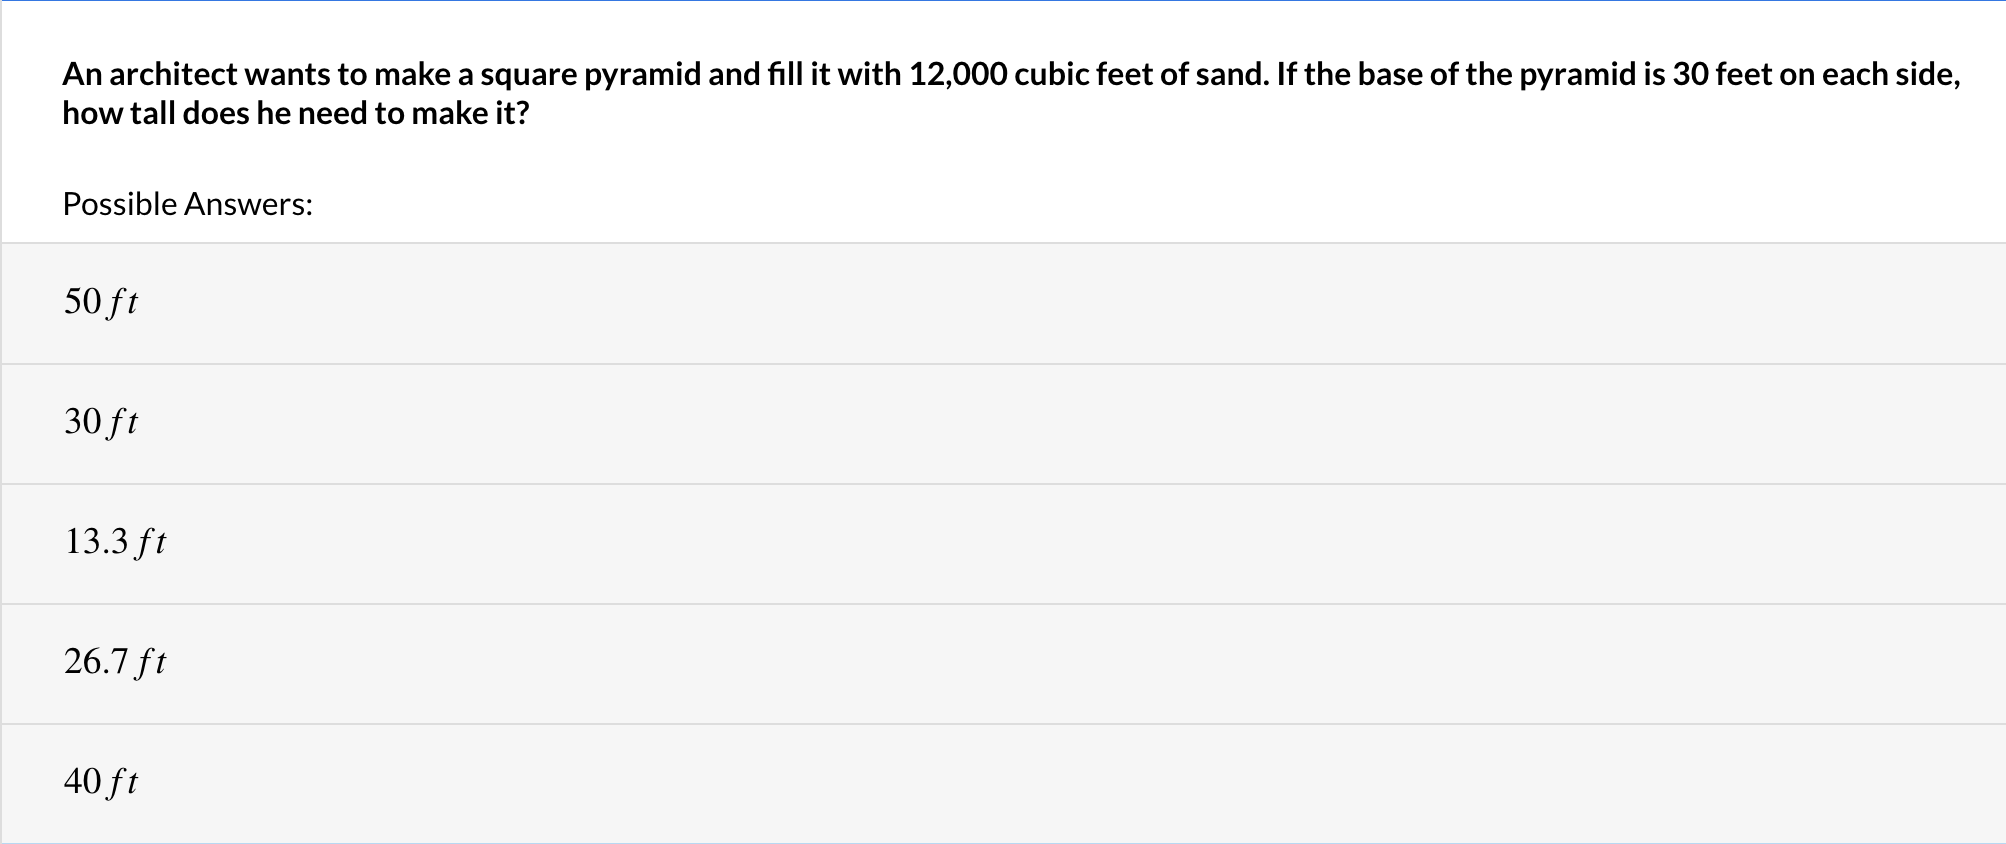 An architect wants to make a square pyramid and fill it with 12,000 cubic feet of sand. If the base of the pyramid is 30 feet on each side,
how tall does he need to make it?
Possible Answers:
50 ft
30 ft
13.3 ft
26.7 ft
40 ft